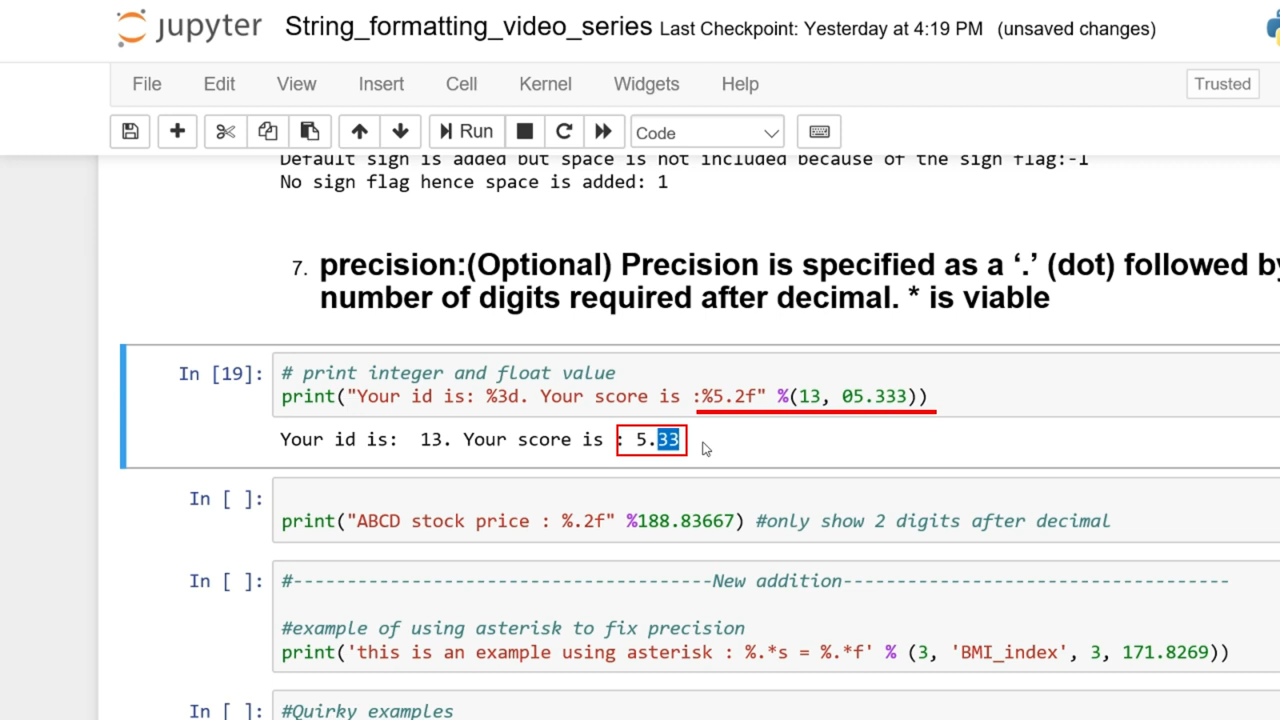 jupyter String_formatting_video_series Last Checkpoint: Yesterday at 4:19 PM (unsaved changes)
File Edit View Insert Cell Kernel Widgets Help Trusted
Run Code
Default sign is added but space is not included because of the sign flag:-1
No sign flag hence space is added: 1
7. precision:(Optional) Precision is specified as a ‘.’ (dot) followed by
number of digits required after decimal. * is viable
In [19]: # print integer and float value
print("Your id is: %3d. Your score is :%5.2f" %(13, 05.333))
Your id is:  13. Your score is : 5.33
In [ ]:
print("ABCD stock price : %.2f" %188.83667) #only show 2 digits after decimal
In [ ]: #---------------------------------------New addition------------------------------------
#example of using asterisk to fix precision
print('this is an example using asterisk : %.*s = %.*f' % (3, 'BMI_index', 3, 171.8269))
In [ ]: #Quirky examples